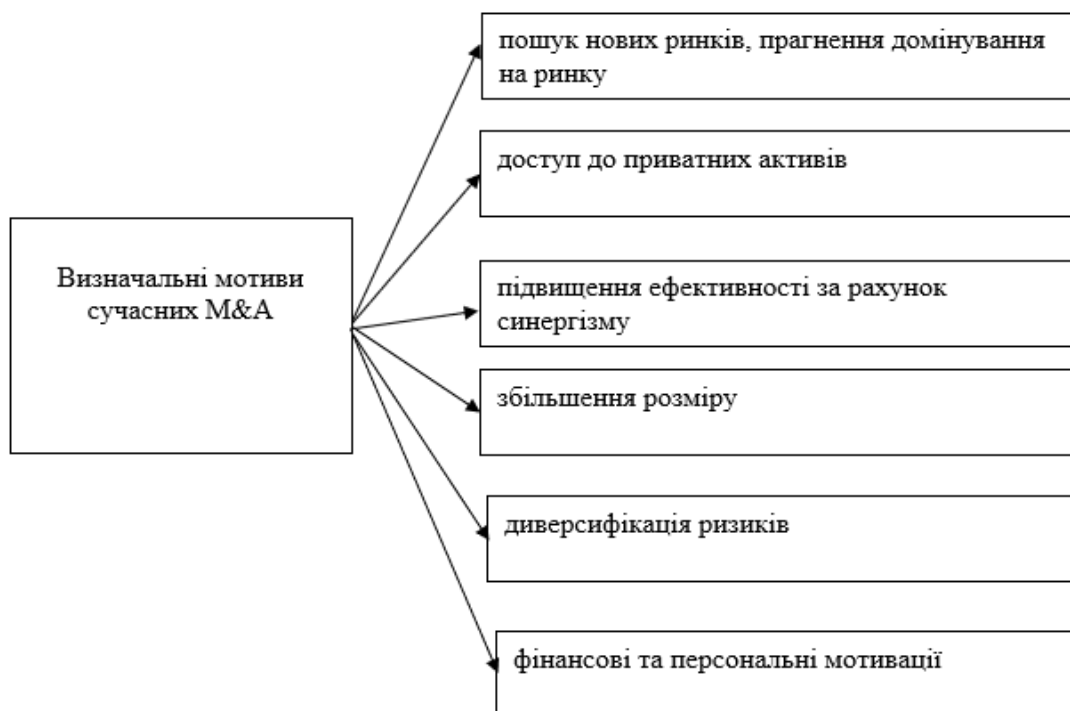 пошук нових ринків, прагнення домінування
на ринку
доступ до приватних активів
Визначальні мотиви
сучасних M&A
підвищення ефективності за рахунок
синергізму
збільшення розміру
диверсифікація ризиків
фінансові та персональні мотивації